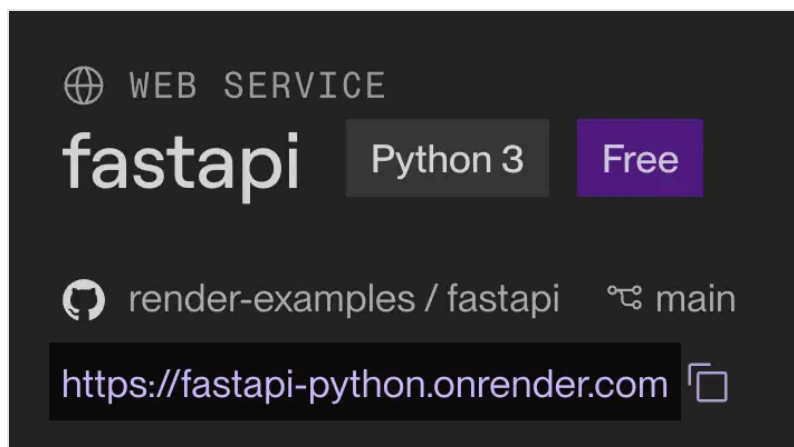 WEB SERVICE
fastapi Python 3 Free
render-examples / fastapi main
https://fastapi-python.onrender.com